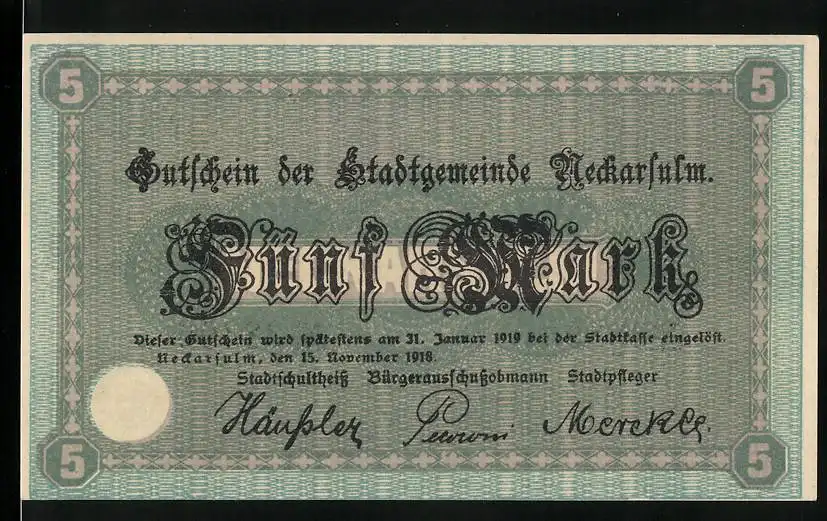 5 5
Gutschein der Stadtgemeinde Neckarsulm.
Fünf Mark
Dieser Gutschein wird spätestens am 31. Januar 1919 bei der Stadtkasse eingelöst.
Neckarsulm, den 15. November 1918.
Stadtschultheiß Bürgerausschußobmann Stadtpfleger
Häußler Merckle.
5 5